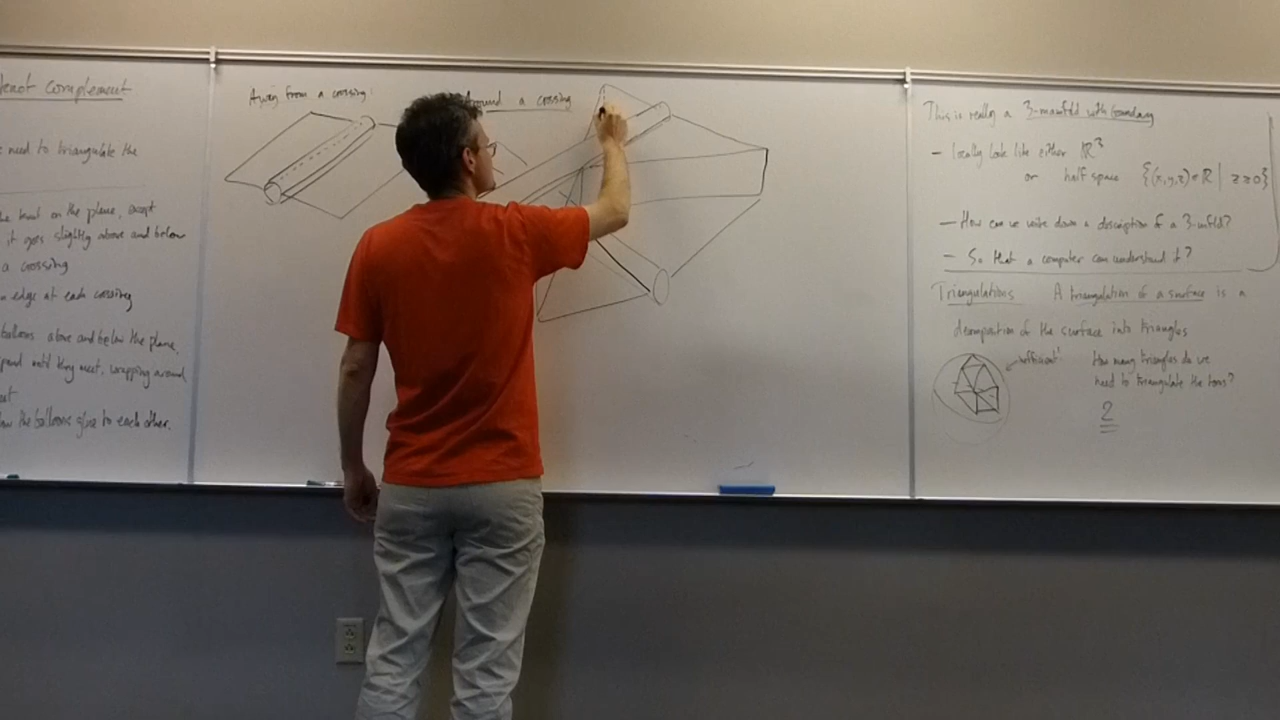 knot complement
need to triangulate the
the knot on the plane, except
it goes slightly above and below
a crossing
an edge at each crossing
balloons above and below the plane,
expand until they meet, wrapping around
how the balloons glue to each other.
Away from a crossing:
Around a crossing
This is really a 3-manifold with boundary
- locally look like either ℝ³
or half space {(x,y,z)∈ℝ | z≥0}
- How can we write down a description of a 3-mfld?
- So that a computer can understand it?
Triangulations A triangulation of a surface is a
decomposition of the surface into triangles
inefficient!
How many triangles do we
need to triangulate the torus?
2